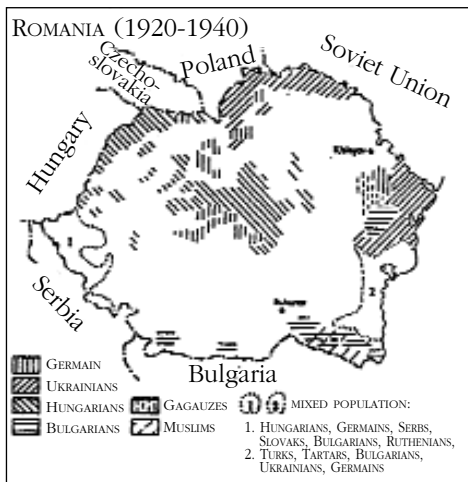 ROMANIA (1920-1940)
Czecho-
slovakia
Poland
Soviet Union
Hungary
Serbia
Bulgaria
1
2
GERMAIN
UKRAINIANS
HUNGARIANS
BULGARIANS
GAGAUZES
MUSLIMS
MIXED POPULATION:
1. HUNGARIANS, GERMAINS, SERBS,
SLOVAKS, BULGARIANS, RUTHENIANS,
2. TURKS, TARTARS, BULGARIANS,
UKRAINIANS, GERMAINS